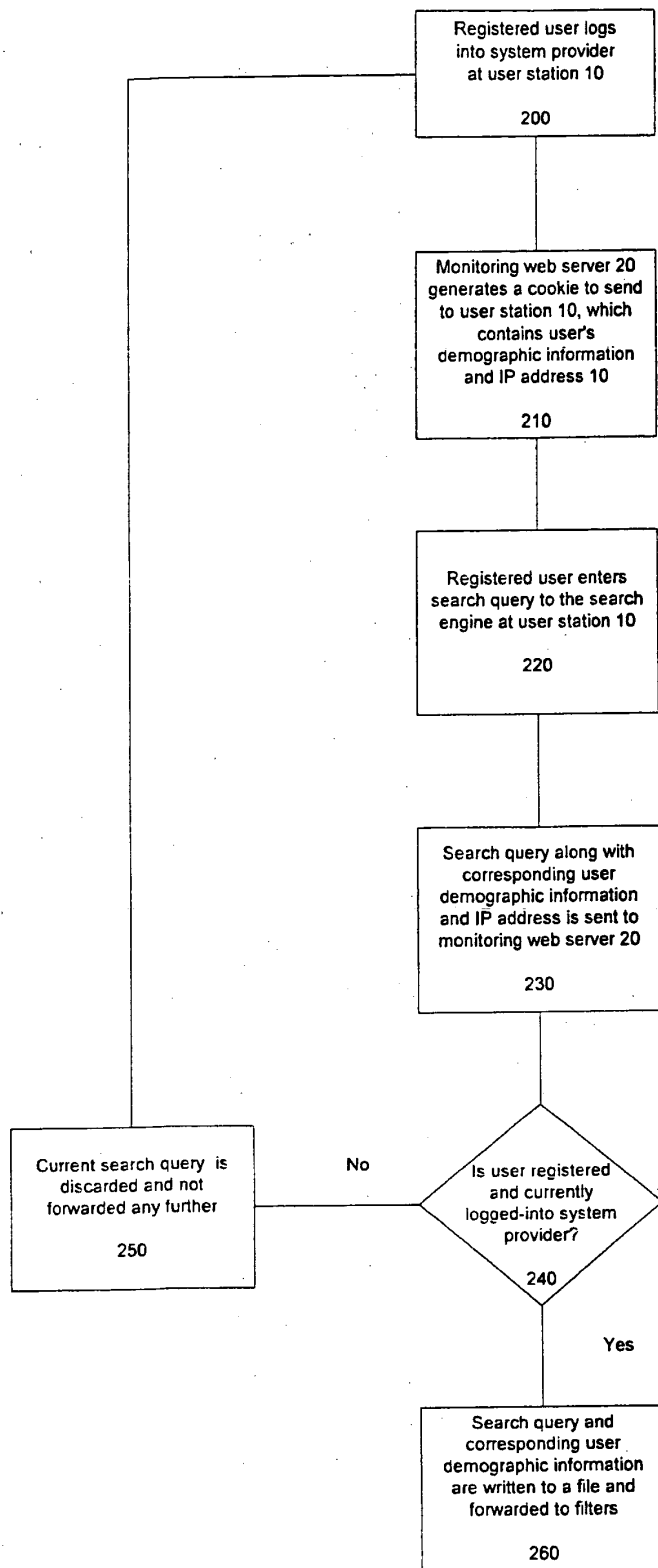 Registered user logs
into system provider
at user station 10
200
Monitoring web server 20
generates a cookie to send
to user station 10, which
contains user's
demographic information
and IP address 10
210
Registered user enters
search query to the search
engine at user station 10
220
Search query along with
corresponding user
demographic information
and IP address is sent to
monitoring web server 20
230
Current search query is
discarded and not
forwarded any further
250
No
Is user registered
and currently
logged-into system
provider?
240
Yes
Search query and
corresponding user
demographic information
are written to a file and
forwarded to filters
260